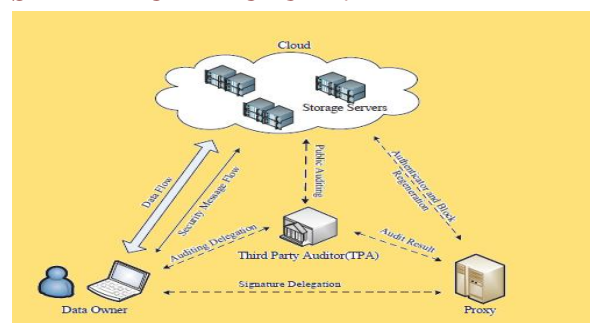 Cloud
Storage Servers
Data Flow
Security Message Flow
Public Auditing
Authenticator and Block
Regeneration
Auditing Delegation
Third Party Auditor(TPA)
Audit Result
Signature Delegation
Data Owner
Proxy